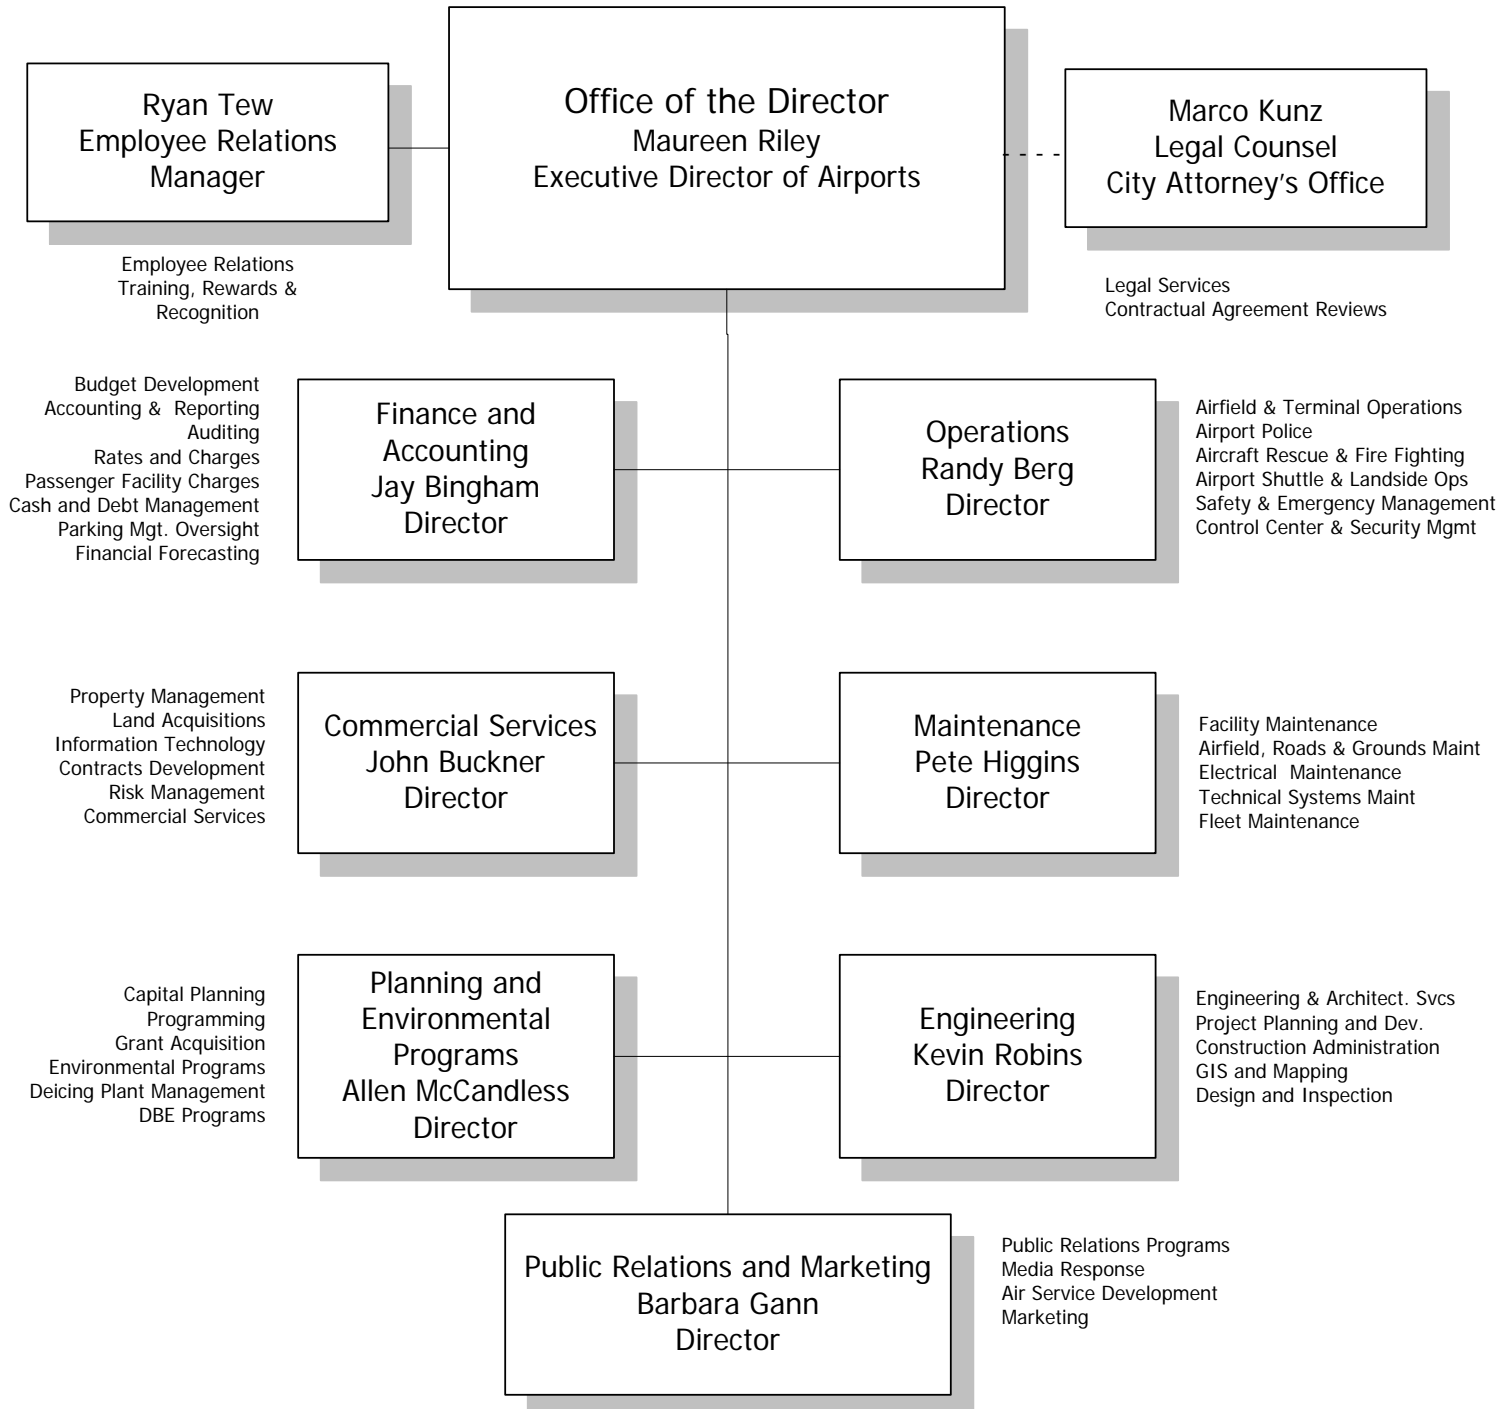 Office of the Director
Maureen Riley
Executive Director of Airports
Ryan Tew
Employee Relations
Manager
Employee Relations
Training, Rewards &
Recognition
Marco Kunz
Legal Counsel
City Attorney's Office
Legal Services
Contractual Agreement Reviews
Budget Development
Accounting & Reporting
Auditing
Rates and Charges
Passenger Facility Charges
Cash and Debt Management
Parking Mgt. Oversight
Financial Forecasting
Finance and
Accounting
Jay Bingham
Director
Operations
Randy Berg
Director
Airfield & Terminal Operations
Airport Police
Aircraft Rescue & Fire Fighting
Airport Shuttle & Landside Ops
Safety & Emergency Management
Control Center & Security Mgmt
Property Management
Land Acquisitions
Information Technology
Contracts Development
Risk Management
Commercial Services
Commercial Services
John Buckner
Director
Maintenance
Pete Higgins
Director
Facility Maintenance
Airfield, Roads & Grounds Maint
Electrical Maintenance
Technical Systems Maint
Fleet Maintenance
Capital Planning
Programming
Grant Acquisition
Environmental Programs
Deicing Plant Management
DBE Programs
Planning and
Environmental
Programs
Allen McCandless
Director
Engineering
Kevin Robins
Director
Engineering & Architect. Svcs
Project Planning and Dev.
Construction Administration
GIS and Mapping
Design and Inspection
Public Relations and Marketing
Barbara Gann
Director
Public Relations Programs
Media Response
Air Service Development
Marketing